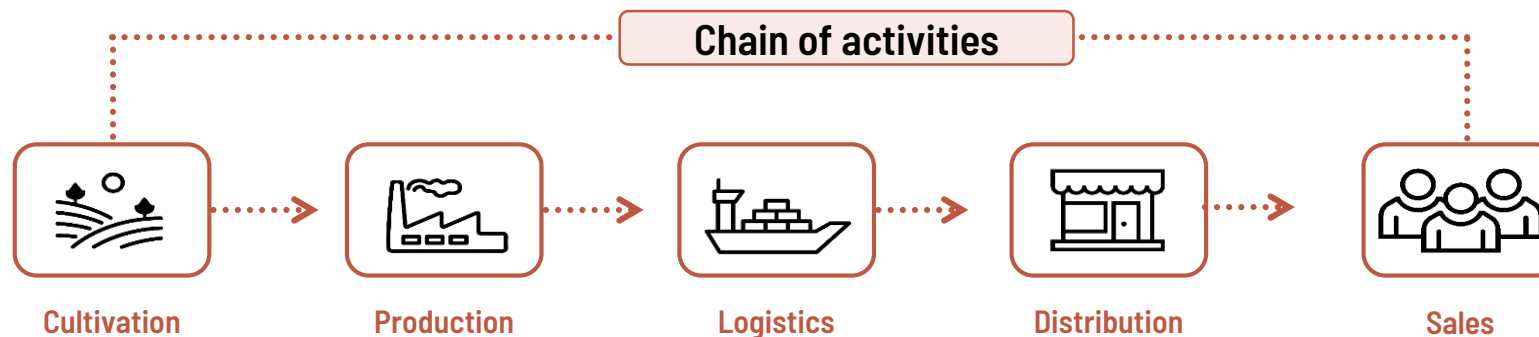 Chain of activities
Cultivation
Production
Logistics
Distribution
Sales